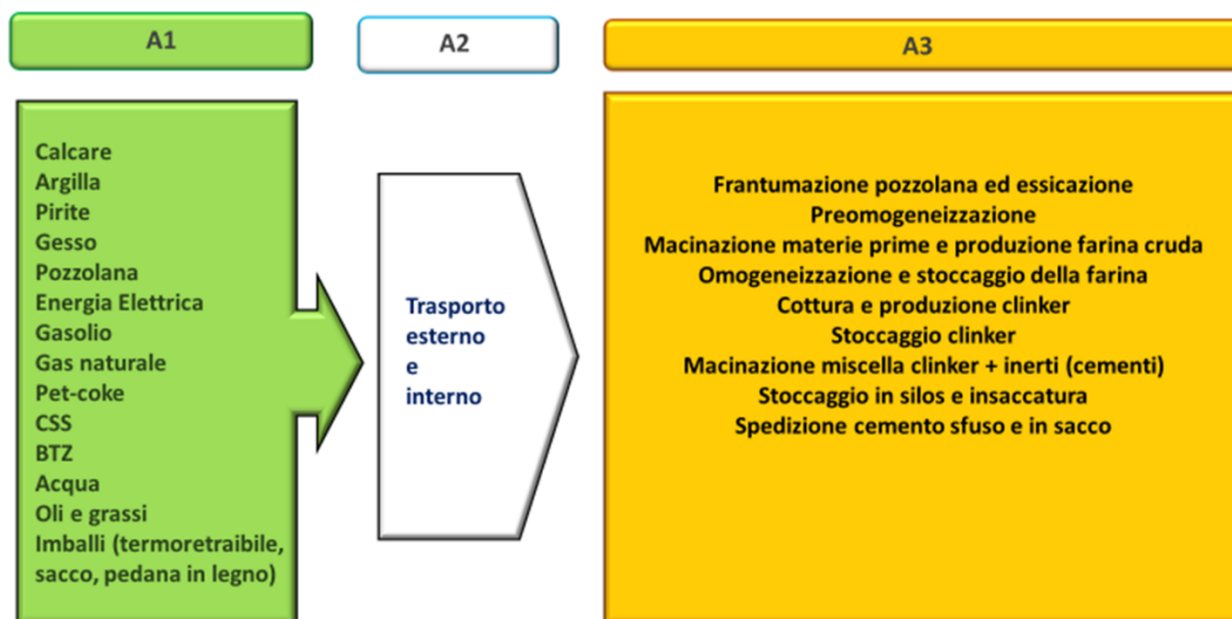 A1
A2
A3
Calcare
Argilla
Pirite
Gesso
Pozzolana
Energia Elettrica
Gasolio
Gas naturale
Pet-coke
CSS
BTZ
Acqua
Oli e grassi
Imballi (termoretraibile,
sacco, pedana in legno)
Trasporto
esterno
e
interno
Frantumazione pozzolana ed essicazione
Preomogeneizzazione
Macinazione materie prime e produzione farina cruda
Omogeneizzazione e stoccaggio della farina
Cottura e produzione clinker
Stoccaggio clinker
Macinazione miscella clinker + inerti (cementi)
Stoccaggio in silos e insaccatura
Spedizione cemento sfuso e in sacco